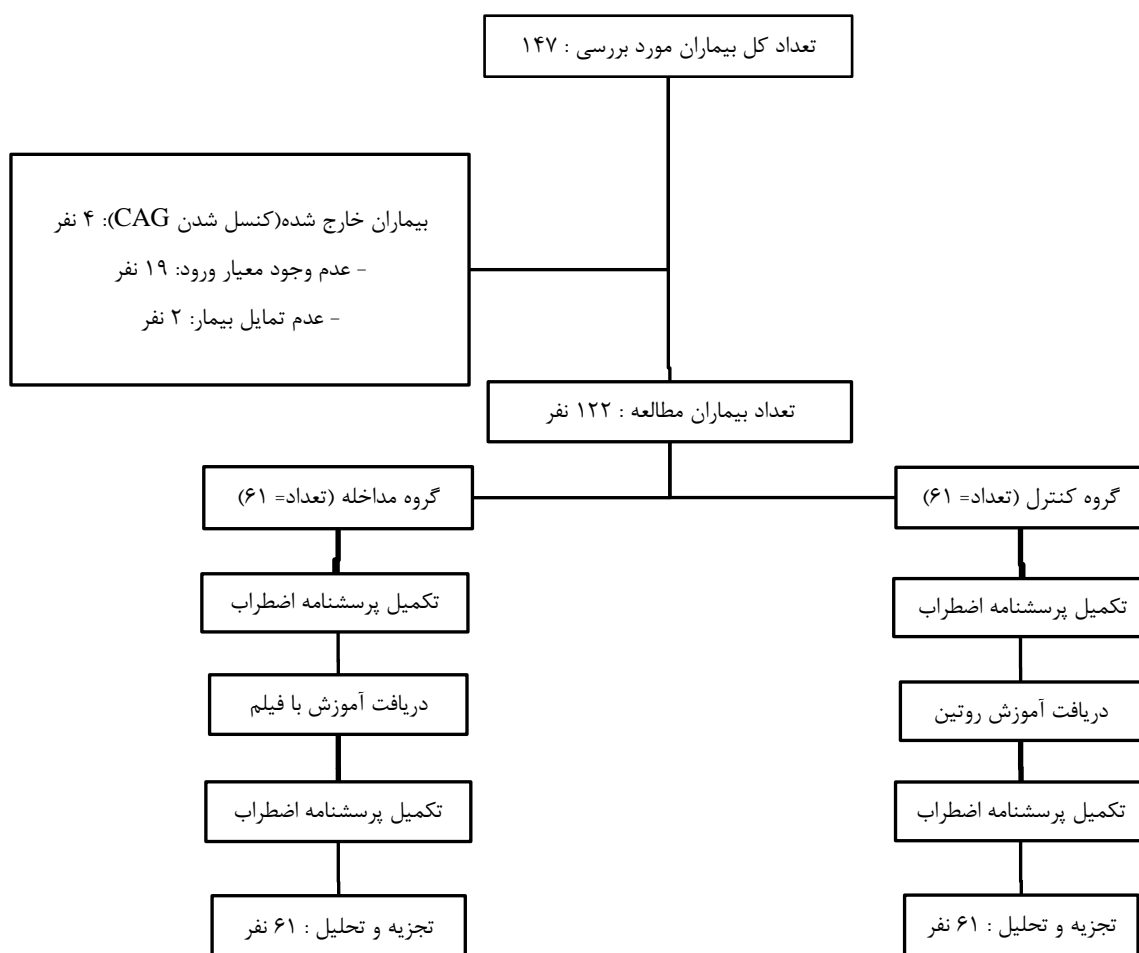 تعداد کل بیماران مورد بررسی : ۱۴۷
بیماران خارج شده(کنسل شدن CAG): ۴ نفر
- عدم وجود معیار ورود: ۱۹ نفر
- عدم تمایل بیمار: ۲ نفر
تعداد بیماران مطالعه : ۱۲۲ نفر
گروه کنترل (تعداد= ۶۱)
تکمیل پرسشنامه اضطراب
دریافت آموزش روتین
تکمیل پرسشنامه اضطراب
تجزیه و تحلیل : ۶۱ نفر
گروه مداخله (تعداد= ۶۱)
تکمیل پرسشنامه اضطراب
دریافت آموزش با فیلم
تکمیل پرسشنامه اضطراب
تجزیه و تحلیل : ۶۱ نفر